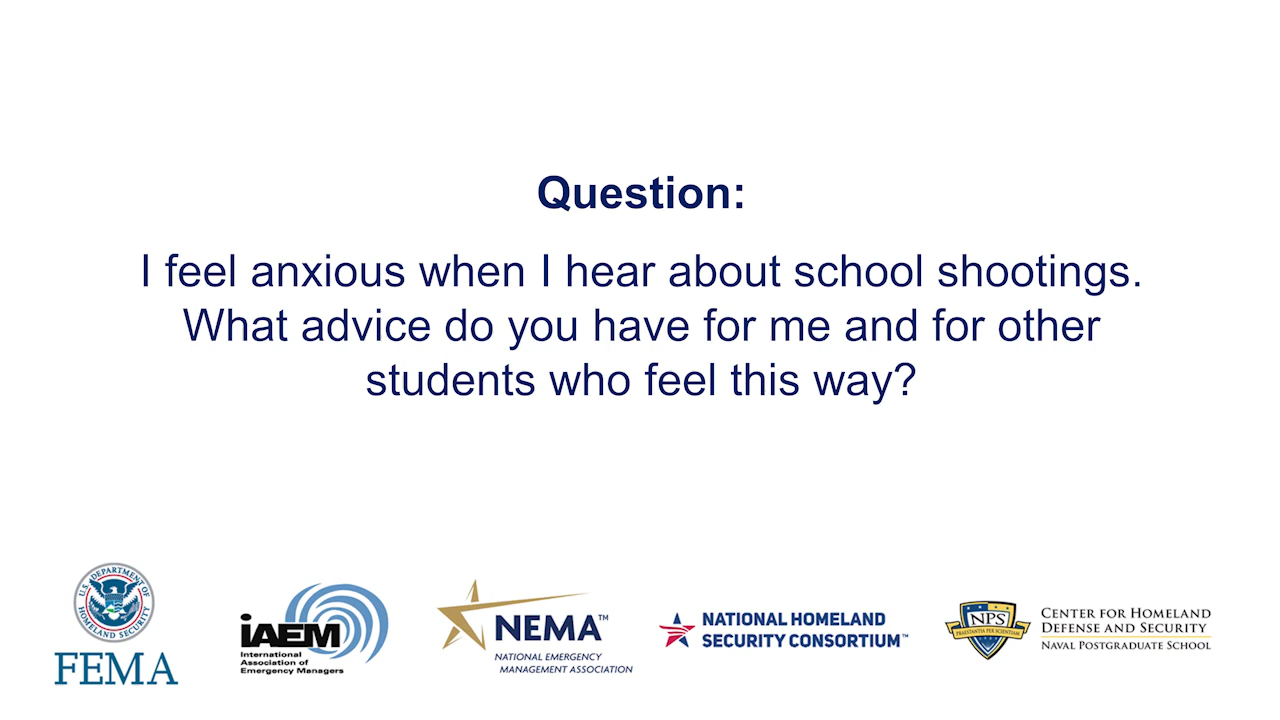 Question:
I feel anxious when I hear about school shootings.
What advice do you have for me and for other
students who feel this way?
U.S. DEPARTMENT OF
HOMELAND SECURITY
FEMA
iAEM
International
Association of
Emergency Managers
NEMA™
NATIONAL EMERGENCY
MANAGEMENT ASSOCIATION
NATIONAL HOMELAND
SECURITY CONSORTIUM™
NPS
PRAESTANTIA PER SCIENTIAM
CENTER FOR HOMELAND
DEFENSE AND SECURITY
NAVAL POSTGRADUATE SCHOOL